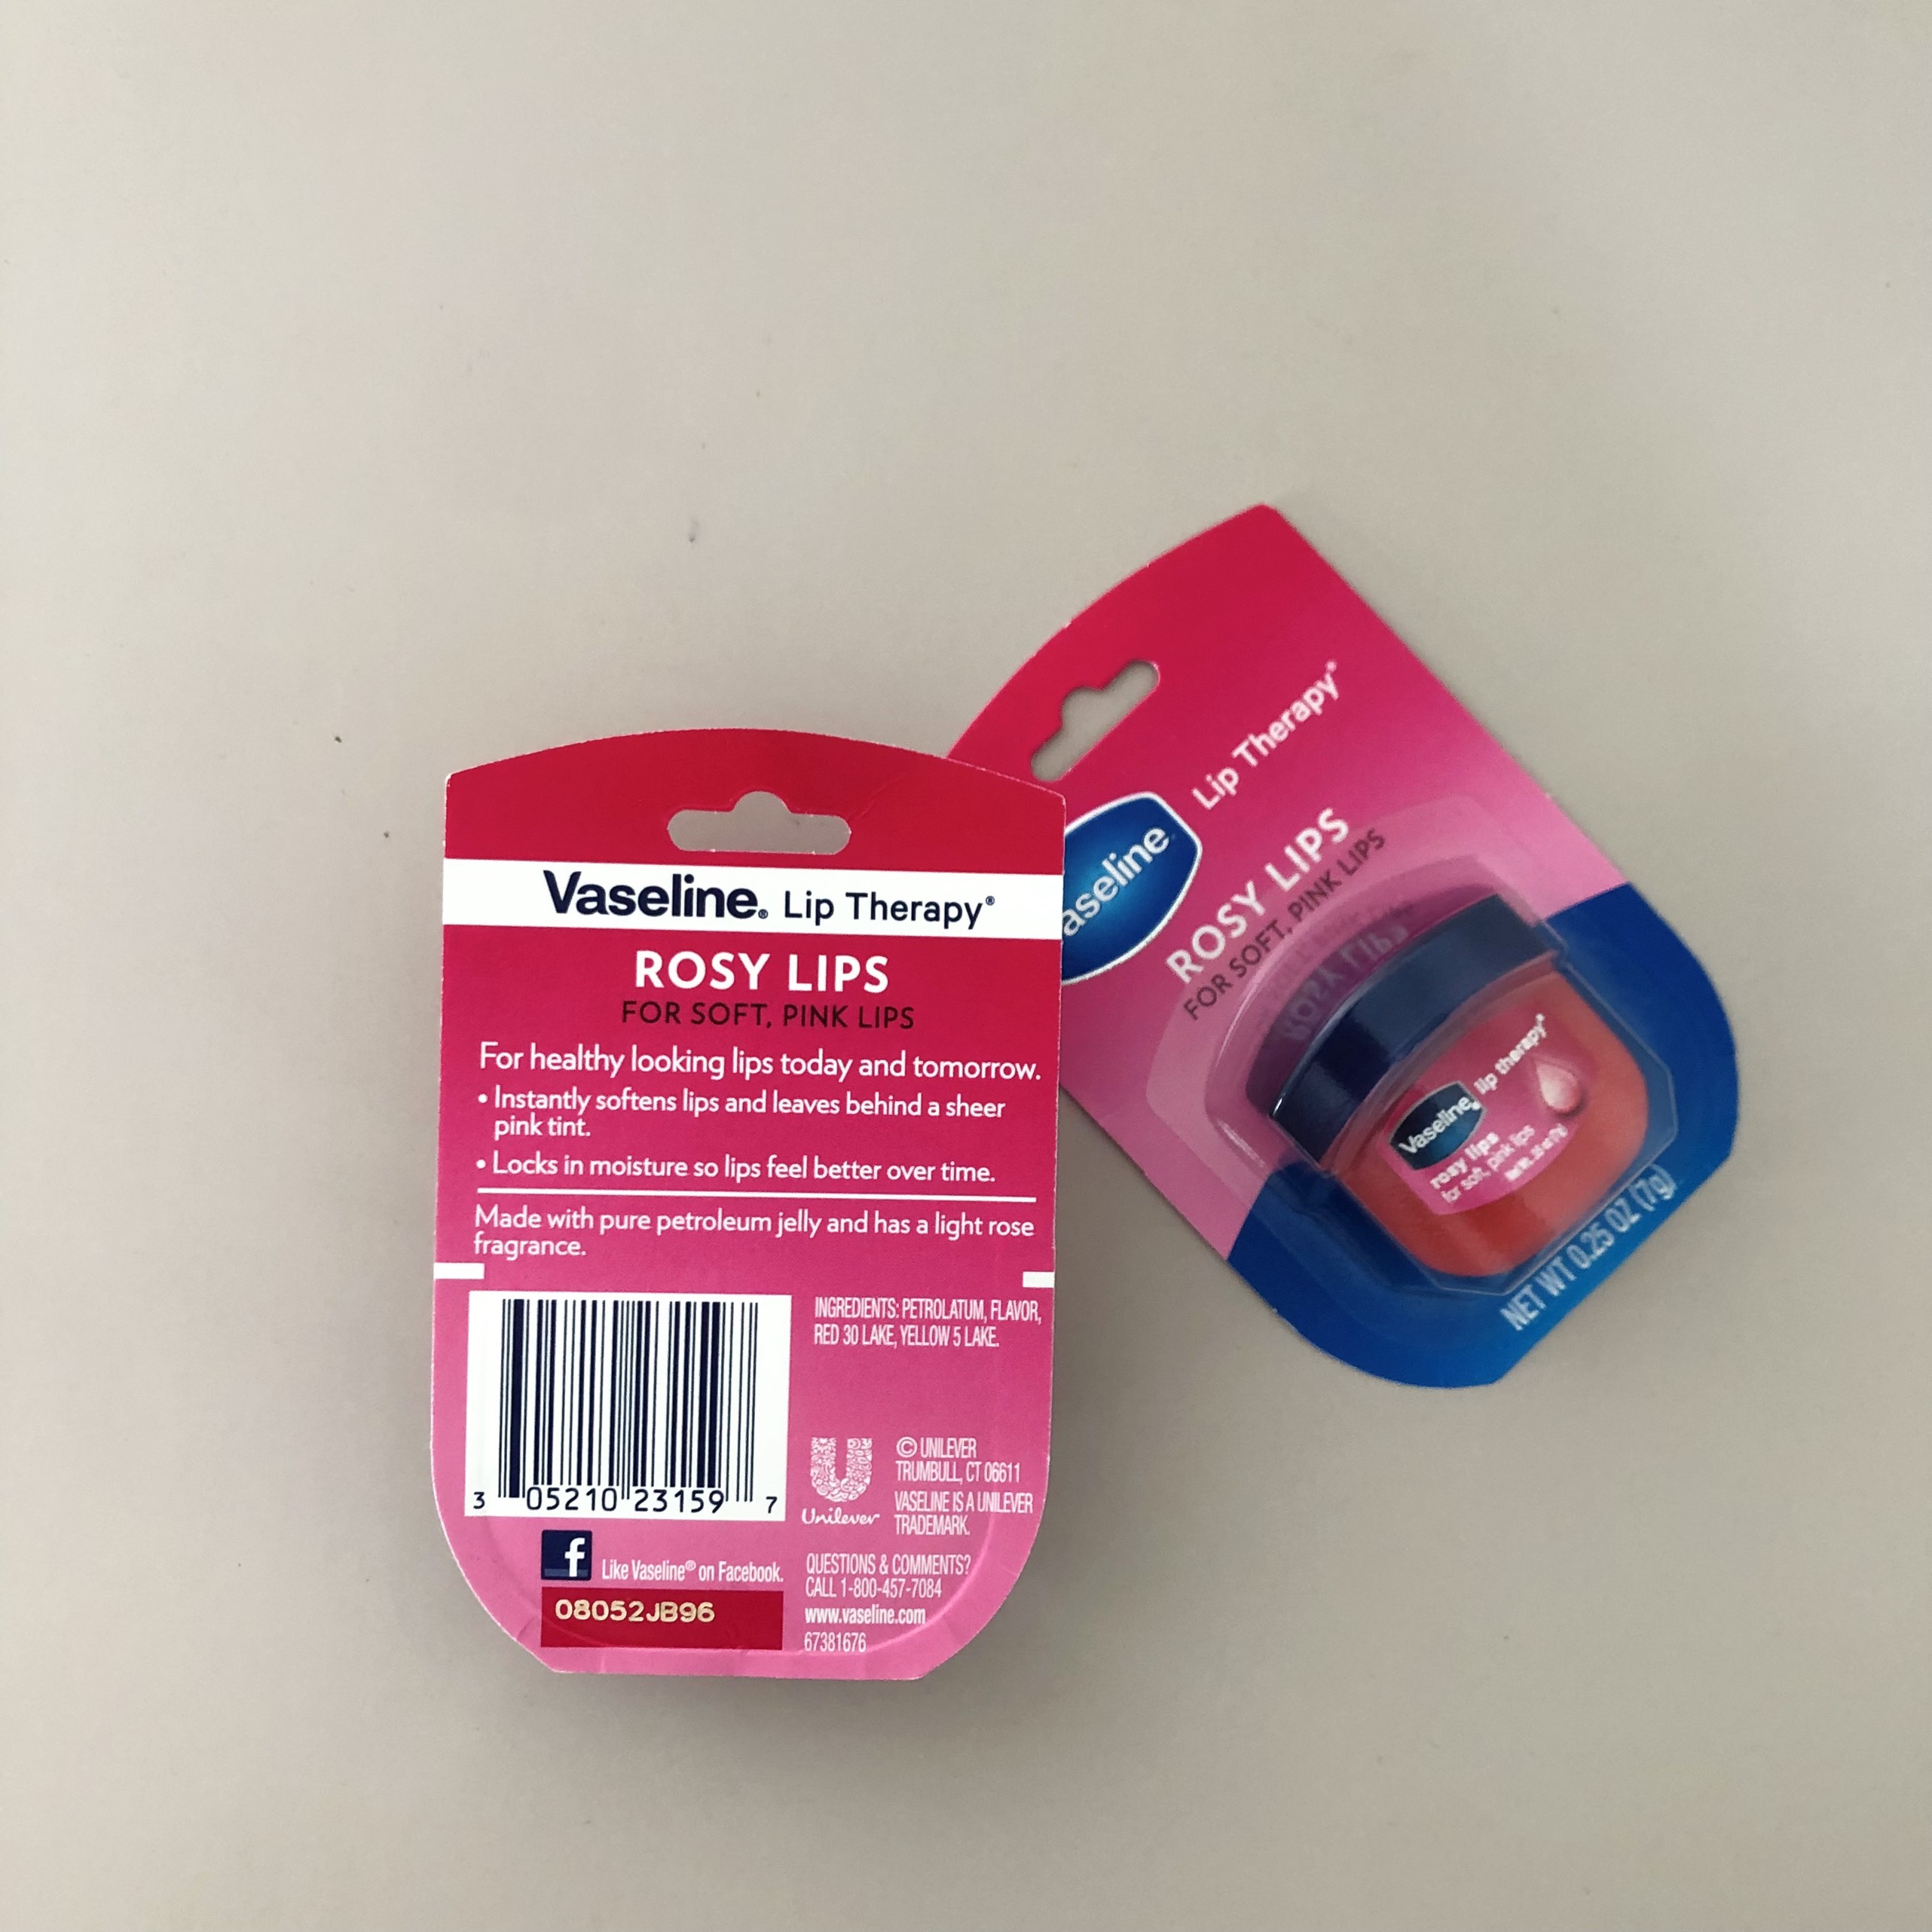 Vaseline® Lip Therapy®
ROSY LIPS
FOR SOFT, PINK LIPS
For healthy looking lips today and tomorrow.
• Instantly softens lips and leaves behind a sheer
pink tint.
• Locks in moisture so lips feel better over time.
Made with pure petroleum jelly and has a light rose
fragrance.
INGREDIENTS: PETROLATUM, FLAVOR,
RED 30 LAKE, YELLOW 5 LAKE.
3 05210 23159 7
Unilever
© UNILEVER
TRUMBULL, CT 06611
VASELINE IS A UNILEVER
TRADEMARK.
f Like Vaseline® on Facebook.
08052JB96
QUESTIONS & COMMENTS?
CALL 1-800-457-7084
www.vaseline.com
67381676
aseline
Lip Therapy®
ROSY LIPS
FOR SOFT, PINK LIPS
Vaseline® lip therapy®
rosy lips
for soft, pink lips
NET WT 0.25 OZ (7g)